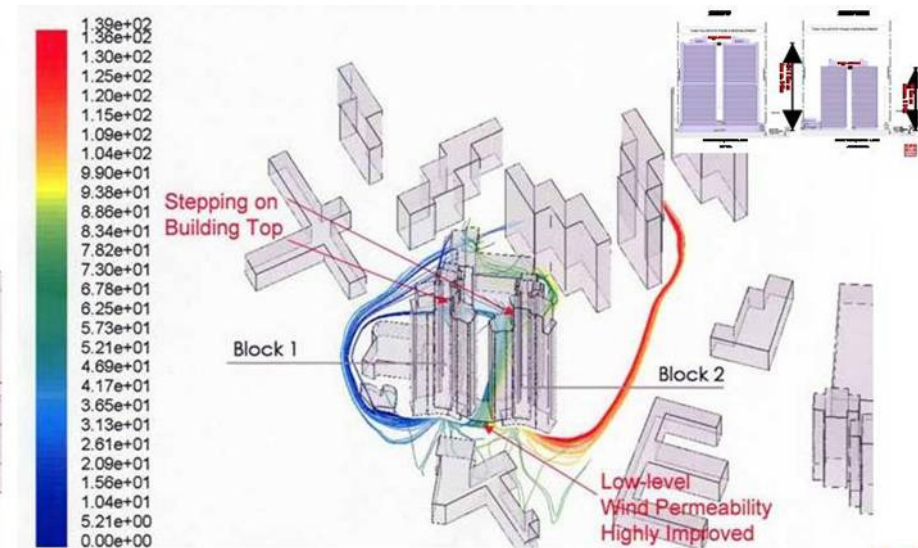 1.39e+02
1.36e+02
1.30e+02
1.25e+02
1.20e+02
1.15e+02
1.09e+02
1.04e+02
9.90e+01
9.38e+01
8.86e+01
8.34e+01
7.82e+01
7.30e+01
6.78e+01
6.25e+01
5.73e+01
5.21e+01
4.69e+01
4.17e+01
3.65e+01
3.13e+01
2.61e+01
2.09e+01
1.56e+01
1.04e+01
5.21e+00
0.00e+00
Stepping on
Building Top
Block 1
Block 2
Low-level
Wind Permeability
Highly Improved